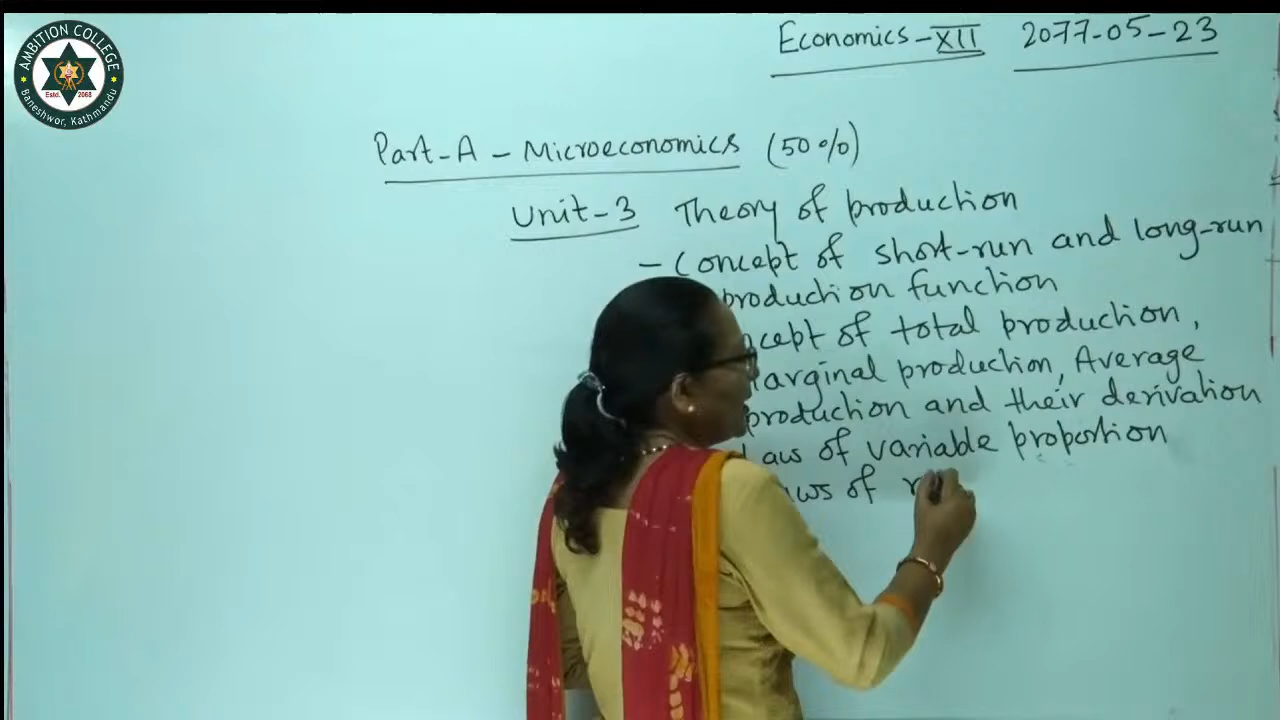 AMBITION COLLEGE
Estd. 2068
Baneshwor, Kathmandu
Economics-XII 2077-05-23
Part-A - Microeconomics (50%)
Unit-3 Theory of production
- Concept of short-run and long-run
production function
cept of total production,
arginal production, Average
production and their derivation
Laws of variable proportion
ws of r